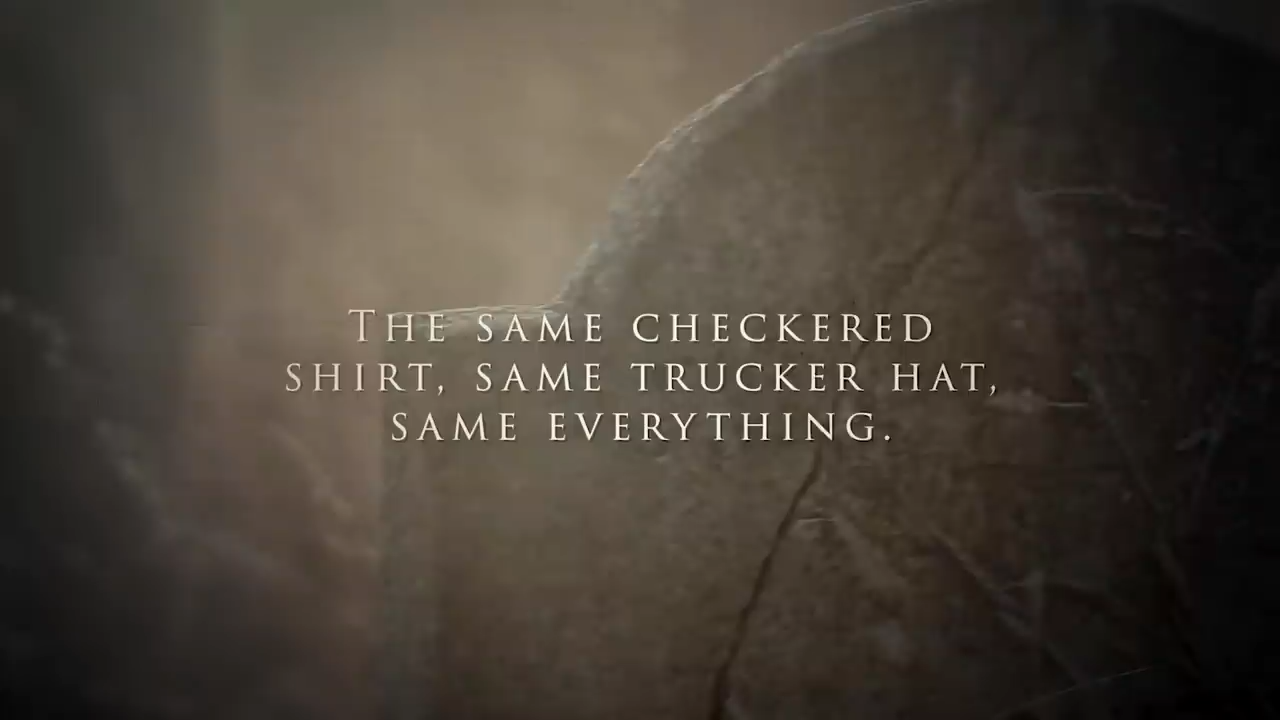 The same checkered
shirt, same trucker hat,
same everything.